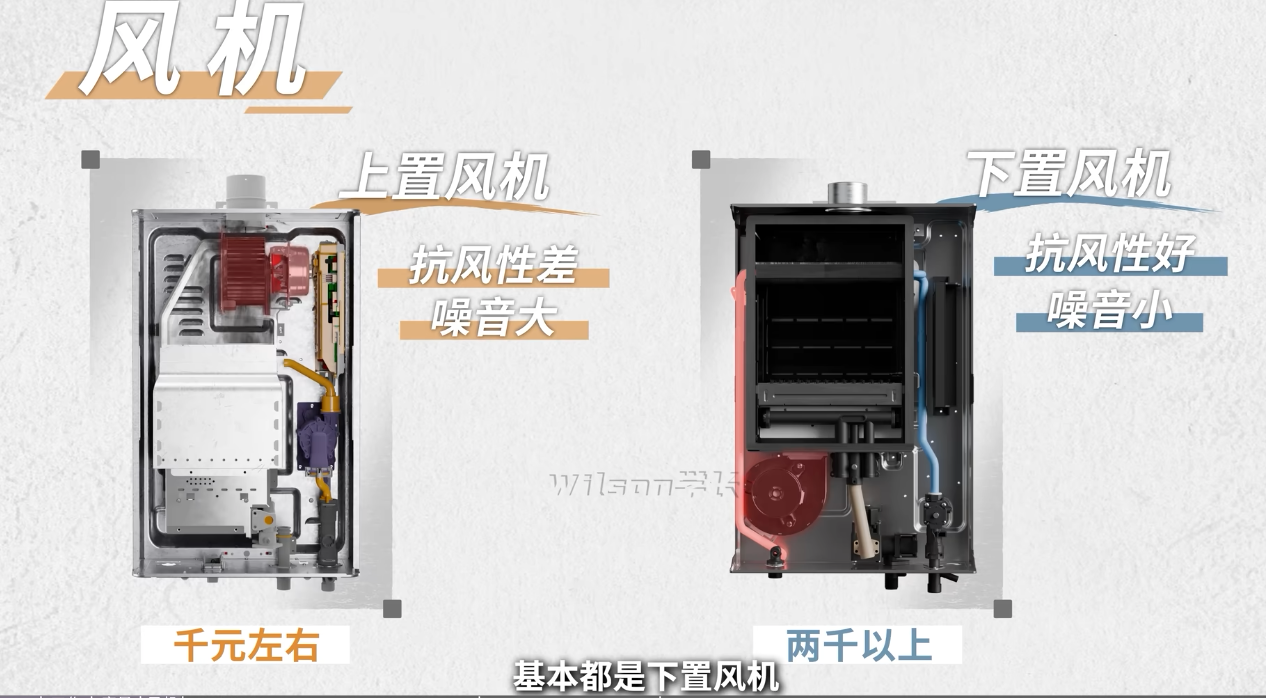 风机
上置风机
抗风性差
噪音大
下置风机
抗风性好
噪音小
Wilson学长
千元左右
两千以上
基本都是下置风机